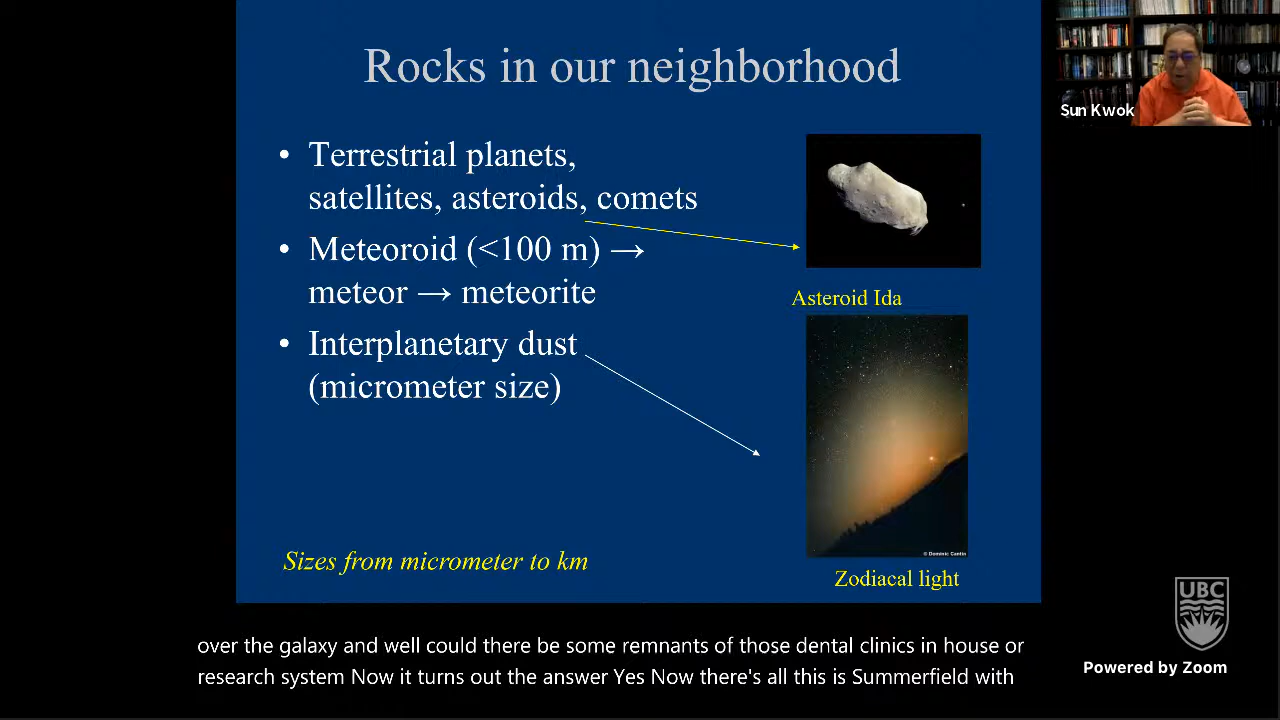 Rocks in our neighborhood
• Terrestrial planets,
satellites, asteroids, comets
• Meteoroid (<100 m) →
meteor → meteorite
• Interplanetary dust
(micrometer size)
Sizes from micrometer to km
Asteroid Ida
© Dominic Cantin
Zodiacal light
Sun Kwok
over the galaxy and well could there be some remnants of those dental clinics in house or
research system Now it turns out the answer Yes Now there's all this is Summerfield with
UBC
Powered by Zoom